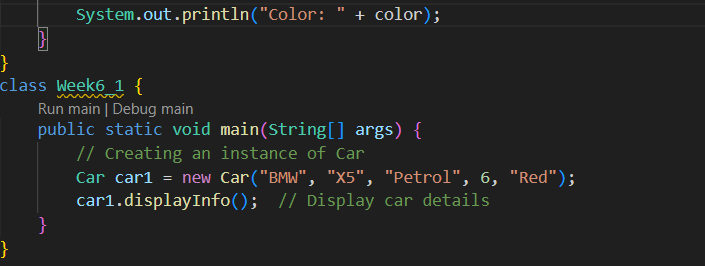 System.out.println("Color: " + color);
}
}
class Week6_1 {
Run main | Debug main
public static void main(String[] args) {
// Creating an instance of Car
Car car1 = new Car("BMW", "X5", "Petrol", 6, "Red");
car1.displayInfo();  // Display car details
}
}